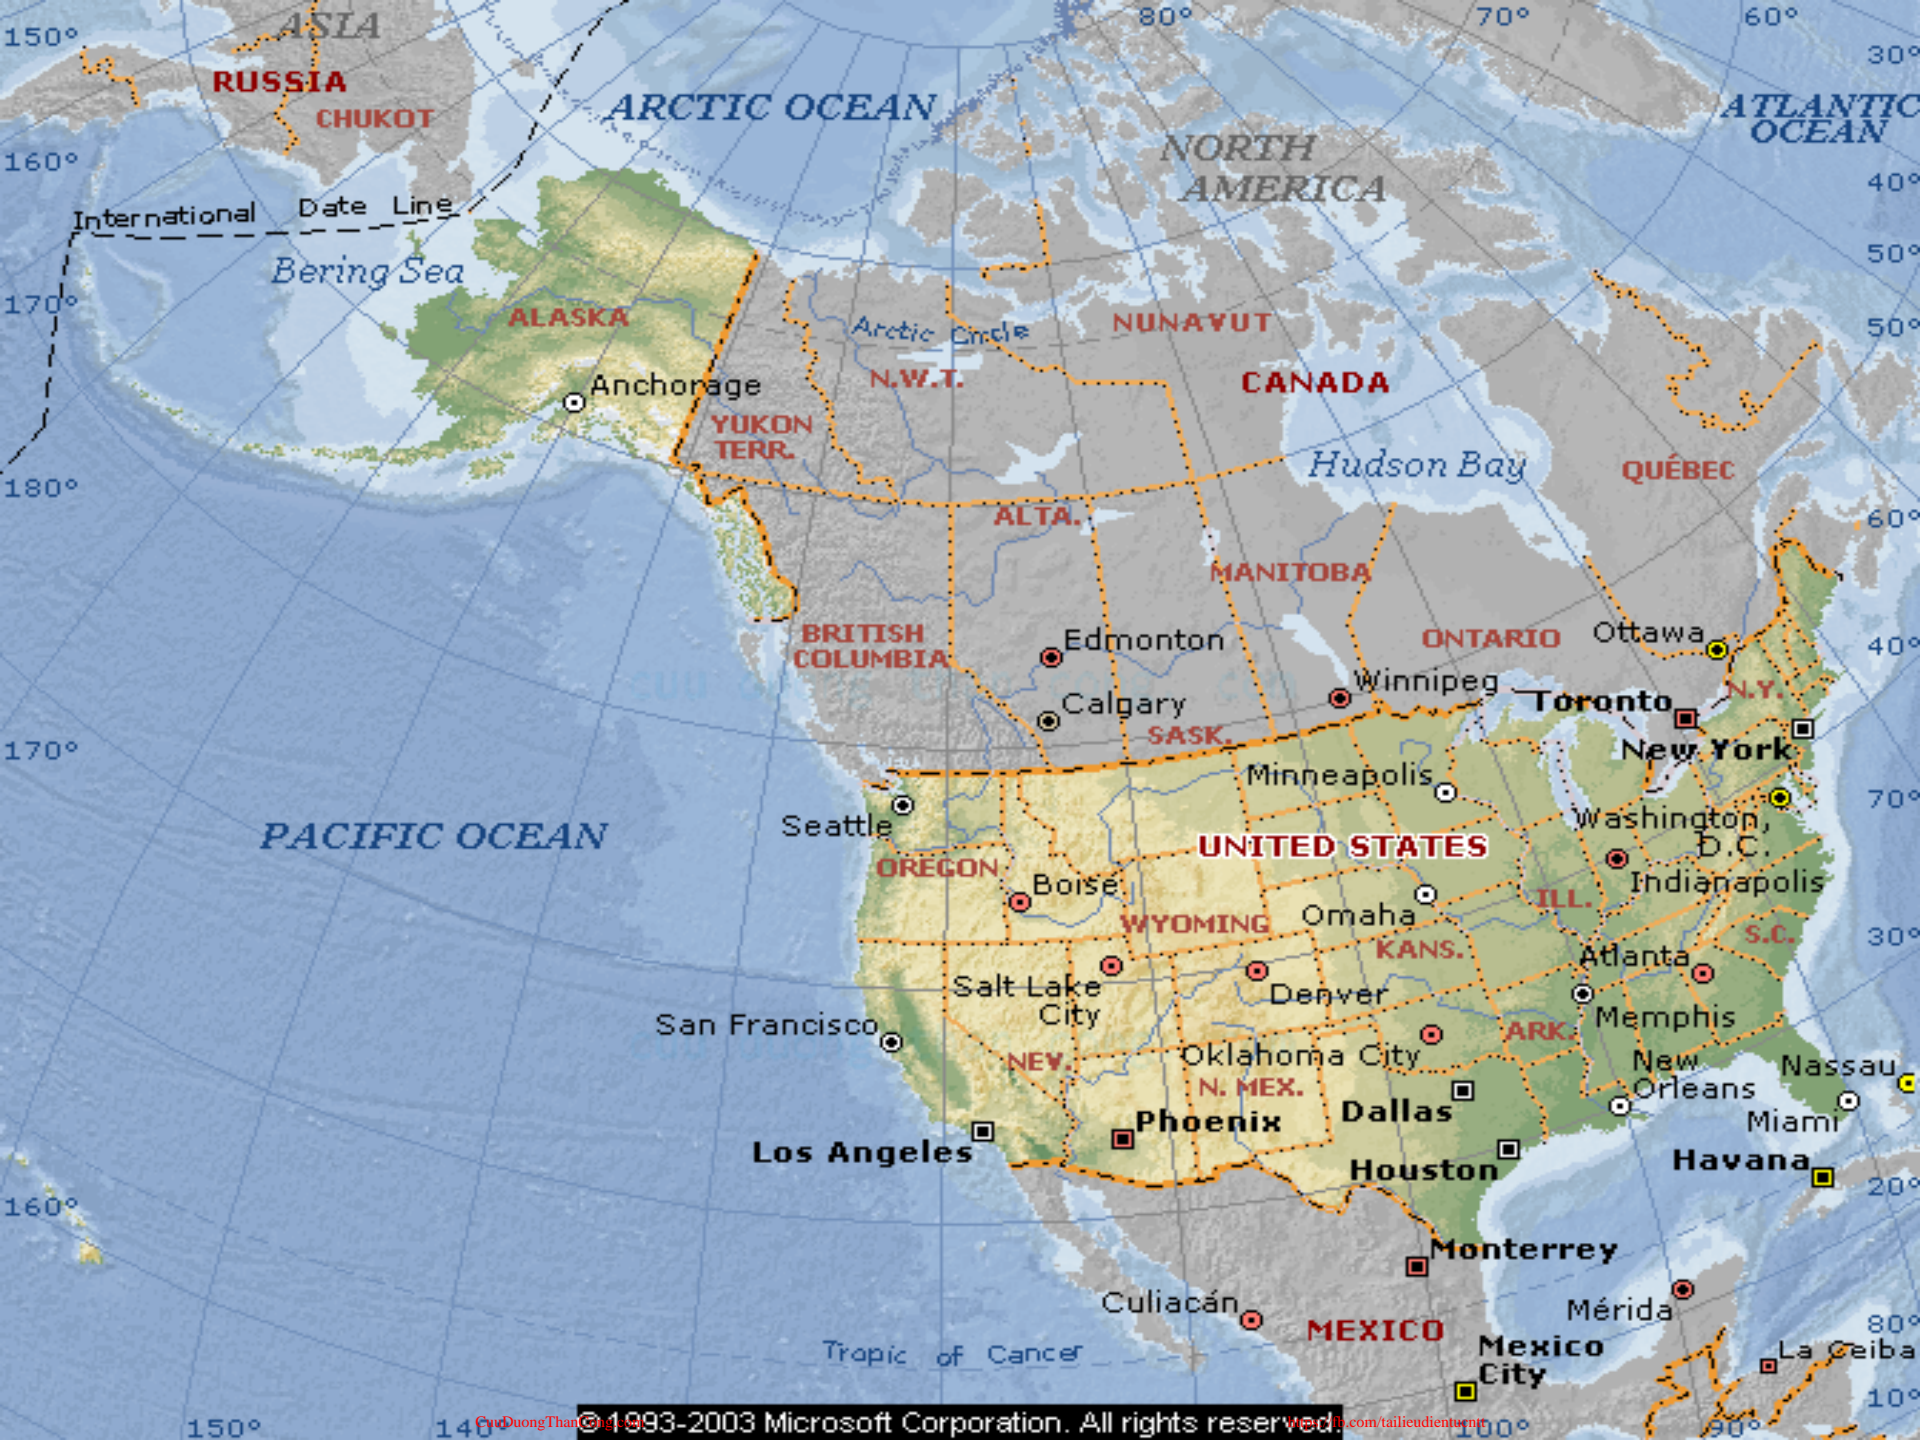 80°
70°
60°
150°
ASIA
30°
RUSSIA
ARCTIC OCEAN
ATLANTIC
OCEAN
CHUKOT
160°
NORTH
AMERICA
40°
International Date Line
50°
Bering Sea
170°
ALASKA
Arctic Circle
NUNAVUT
50°
N.W.T.
CANADA
Anchorage
YUKON
TERR.
Hudson Bay
QUÉBEC
180°
ALTA.
60°
MANITOBA
BRITISH
COLUMBIA
Edmonton
ONTARIO
Ottawa
40°
Winnipeg
N.Y.
Calgary
Toronto
SASK.
170°
New York
Minneapolis
70°
Seattle
Washington,
D.C.
PACIFIC OCEAN
UNITED STATES
OREGON
Boise
Indianapolis
ILL.
WYOMING
Omaha
S.C.
30°
KANS.
Atlanta
Salt Lake
City
Denver
San Francisco
Memphis
ARK.
NEV.
Oklahoma City
New
Orleans
Nassau
N. MEX.
Phoenix
Dallas
Miami
Los Angeles
Houston
Havana
20°
160°
Monterrey
Culiacán
Mérida
MEXICO
80°
Tropic of Cancer
Mexico
City
La Ceiba
10°
150°
140°
CuuDuongThanCong.com
©1993-2003 Microsoft Corporation. All rights reserved.
https://fb.com/tailieudientucntt
100°
90°